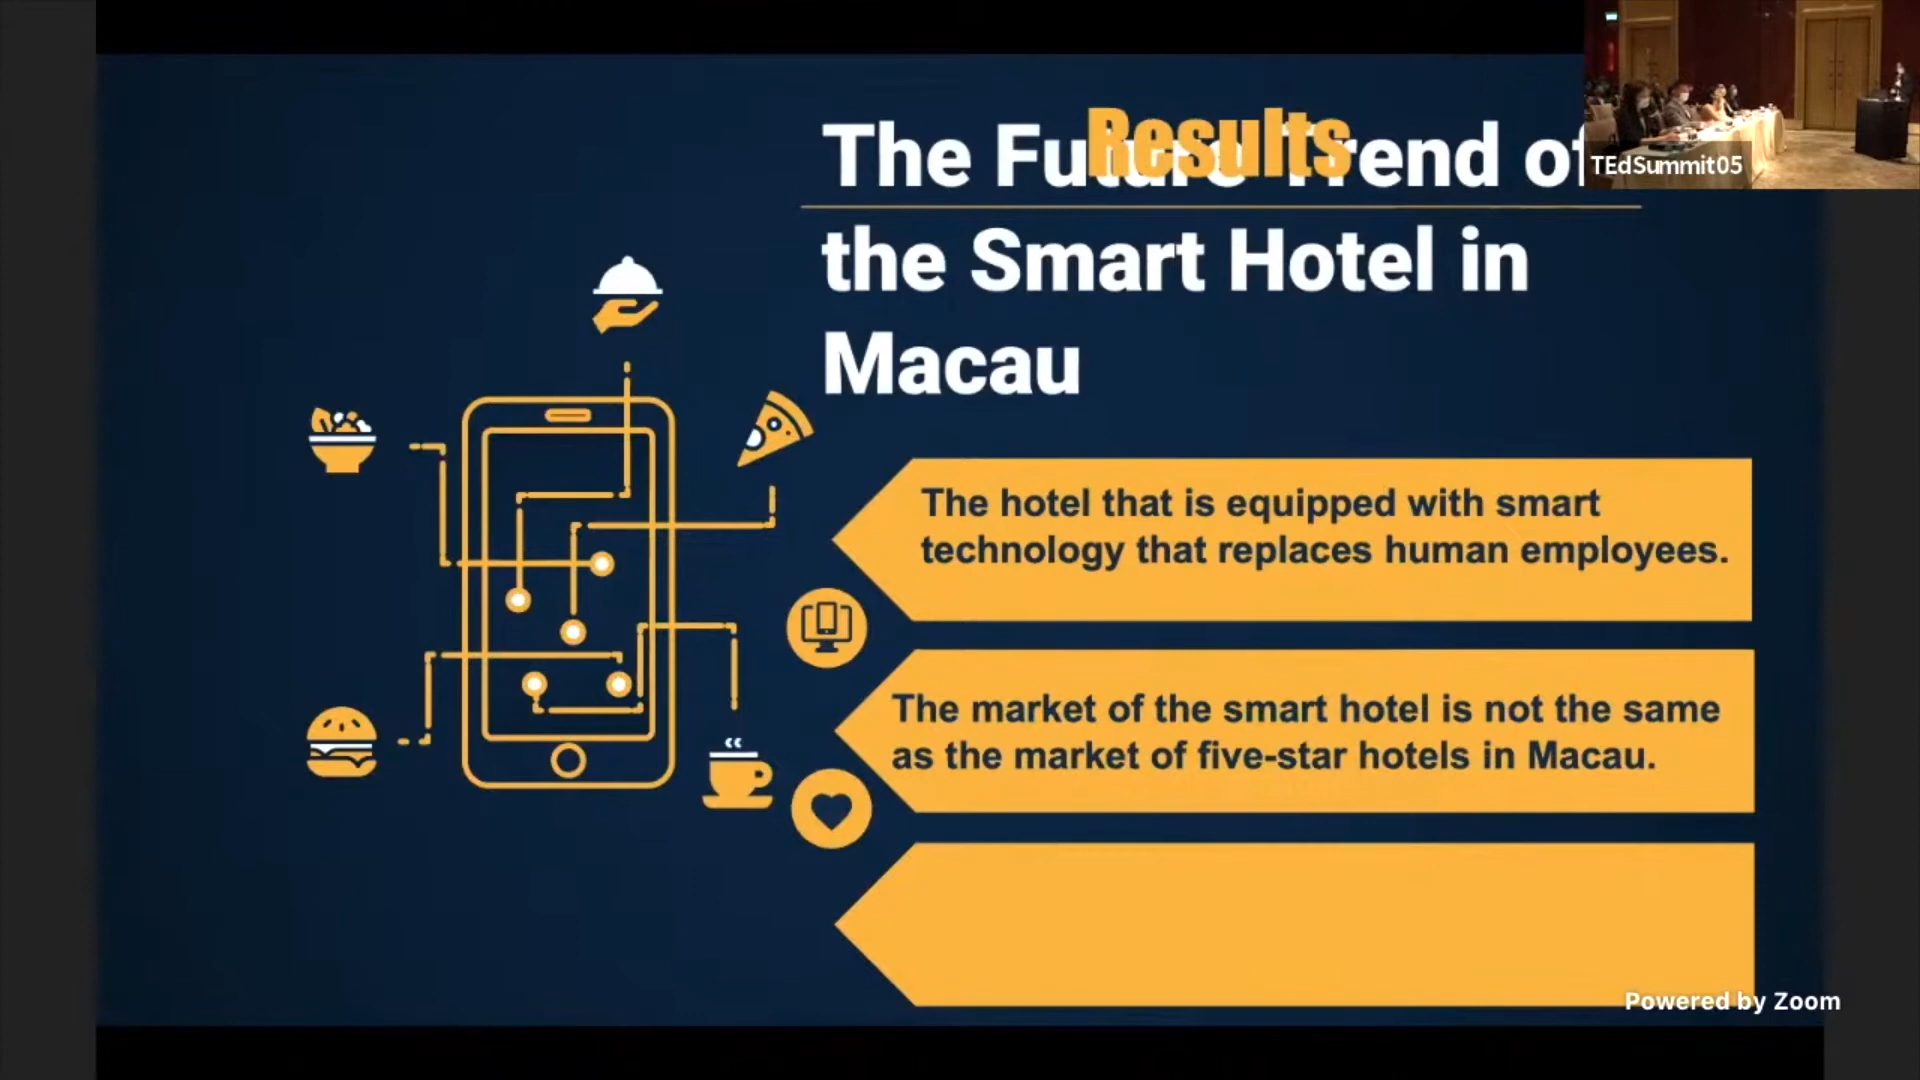 Results
The Future Trend of
the Smart Hotel in
Macau
TEdSummit05
The hotel that is equipped with smart
technology that replaces human employees.
The market of the smart hotel is not the same
as the market of five-star hotels in Macau.
Powered by Zoom